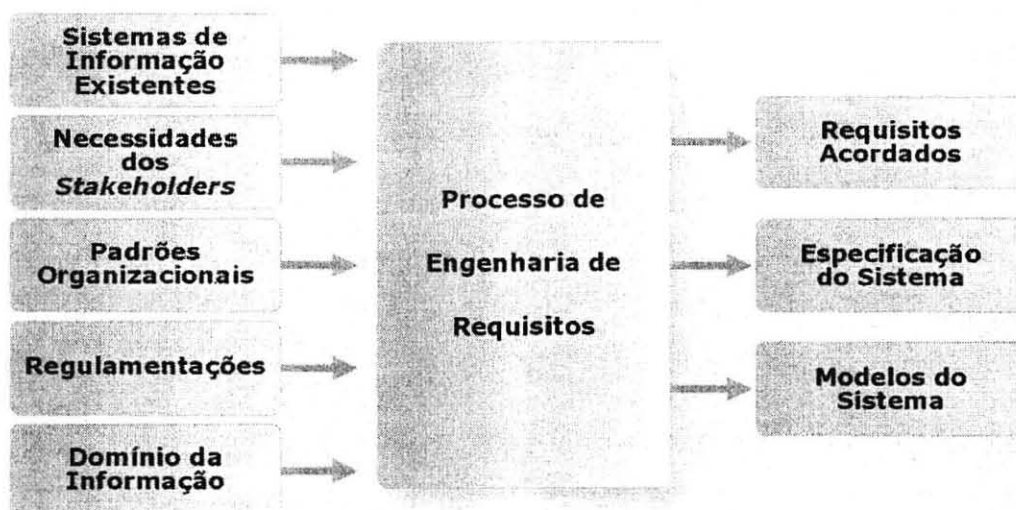 Sistemas de
Informação
Existentes
Necessidades
dos
Stakeholders
Padrões
Organizacionais
Regulamentações
Domínio da
Informação
Processo de
Engenharia de
Requisitos
Requisitos
Acordados
Especificação
do Sistema
Modelos do
Sistema